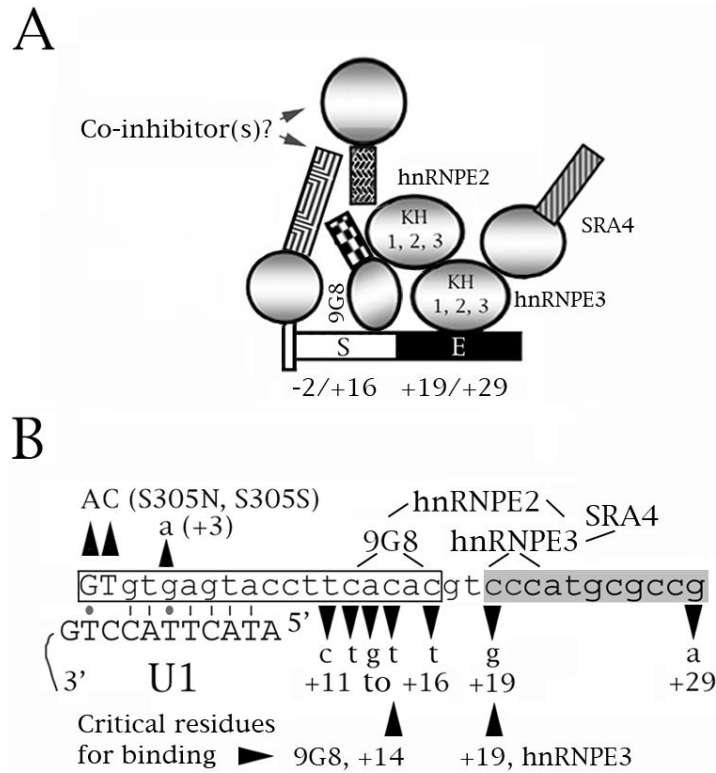 A
Co-inhibitor(s)?
hnRNPE2
KH
1, 2, 3
SRA4
9G8
KH
1, 2, 3
hnRNPE3
S E
-2/+16 +19/+29
B
AC (S305N, S305S)
a (+3)
hnRNPE2
SRA4
9G8 hnRNPE3
GTgtgagtaccttcacacgtcccatgcgccg
GTCCATTCATA 5'
3' U1
c t g t t g a
+11 to +16 +19 +29
Critical residues
for binding 9G8, +14 +19, hnRNPE3